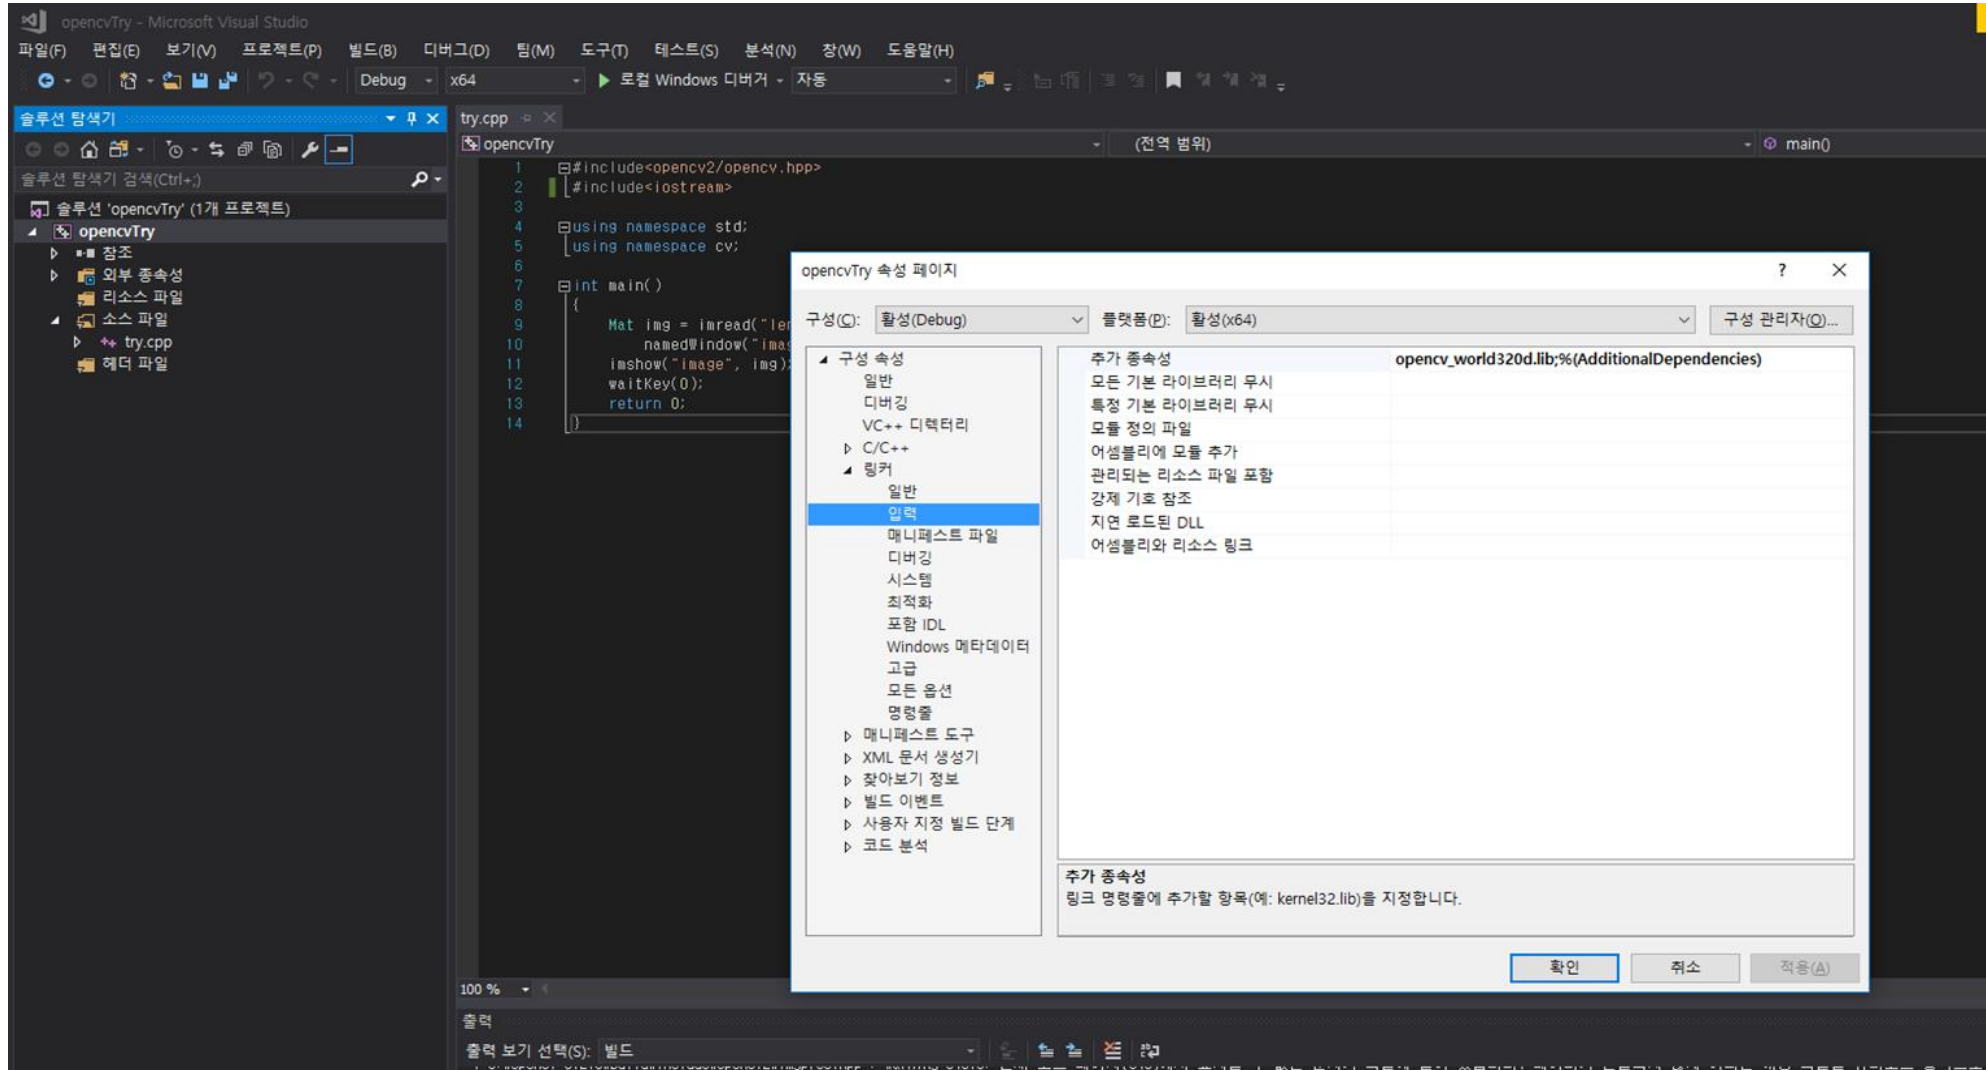 opencvTry - Microsoft Visual Studio
파일(F) 편집(E) 보기(V) 프로젝트(P) 빌드(B) 디버그(D) 팀(M) 도구(T) 테스트(S) 분석(N) 창(W) 도움말(H)
Debug x64 로컬 Windows 디버거 자동
솔루션 탐색기
솔루션 탐색기 검색(Ctrl+;)
솔루션 'opencvTry' (1개 프로젝트)
opencvTry
참조
외부 종속성
리소스 파일
소스 파일
try.cpp
헤더 파일
try.cpp
opencvTry (전역 범위) main()
1 #include<opencv2/opencv.hpp>
2 #include<iostream>
3
4 using namespace std;
5 using namespace cv;
6
7 int main()
8 {
9 Mat img = imread("len
10 namedWindow("imag
11 imshow("image", img);
12 waitKey(0);
13 return 0;
14 }
100 %
출력
출력 보기 선택(S): 빌드
opencvTry 속성 페이지
? 
구성(C): 활성(Debug) 플랫폼(P): 활성(x64) 구성 관리자(O)...
구성 속성
일반
디버깅
VC++ 디렉터리
C/C++
링커
일반
입력
매니페스트 파일
디버깅
시스템
최적화
포함 IDL
Windows 메타데이터
고급
모든 옵션
명령줄
매니페스트 도구
XML 문서 생성기
찾아보기 정보
빌드 이벤트
사용자 지정 빌드 단계
코드 분석
추가 종속성 opencv_world320d.lib;%(AdditionalDependencies)
모든 기본 라이브러리 무시
특정 기본 라이브러리 무시
모듈 정의 파일
어셈블리에 모듈 추가
관리되는 리소스 파일 포함
강제 기호 참조
지연 로드된 DLL
어셈블리와 리소스 링크
추가 종속성
링크 명령줄에 추가할 항목(예: kernel32.lib)을 지정합니다.
확인 취소 적용(A)